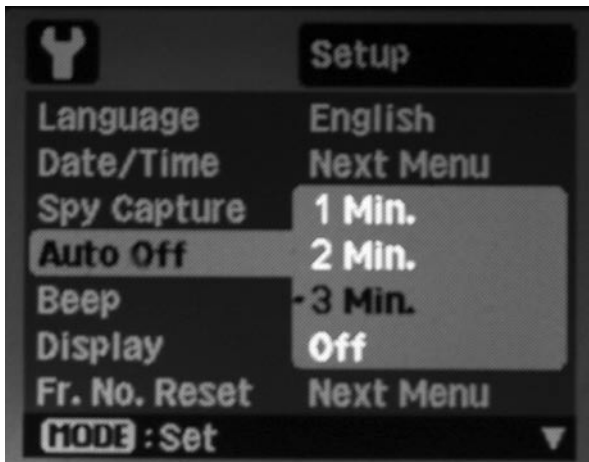 Setup
Language English
Date/Time Next Menu
Spy Capture 1 Min.
Auto Off 2 Min.
Beep 3 Min.
Display Off
Fr. No. Reset Next Menu
MODE :Set